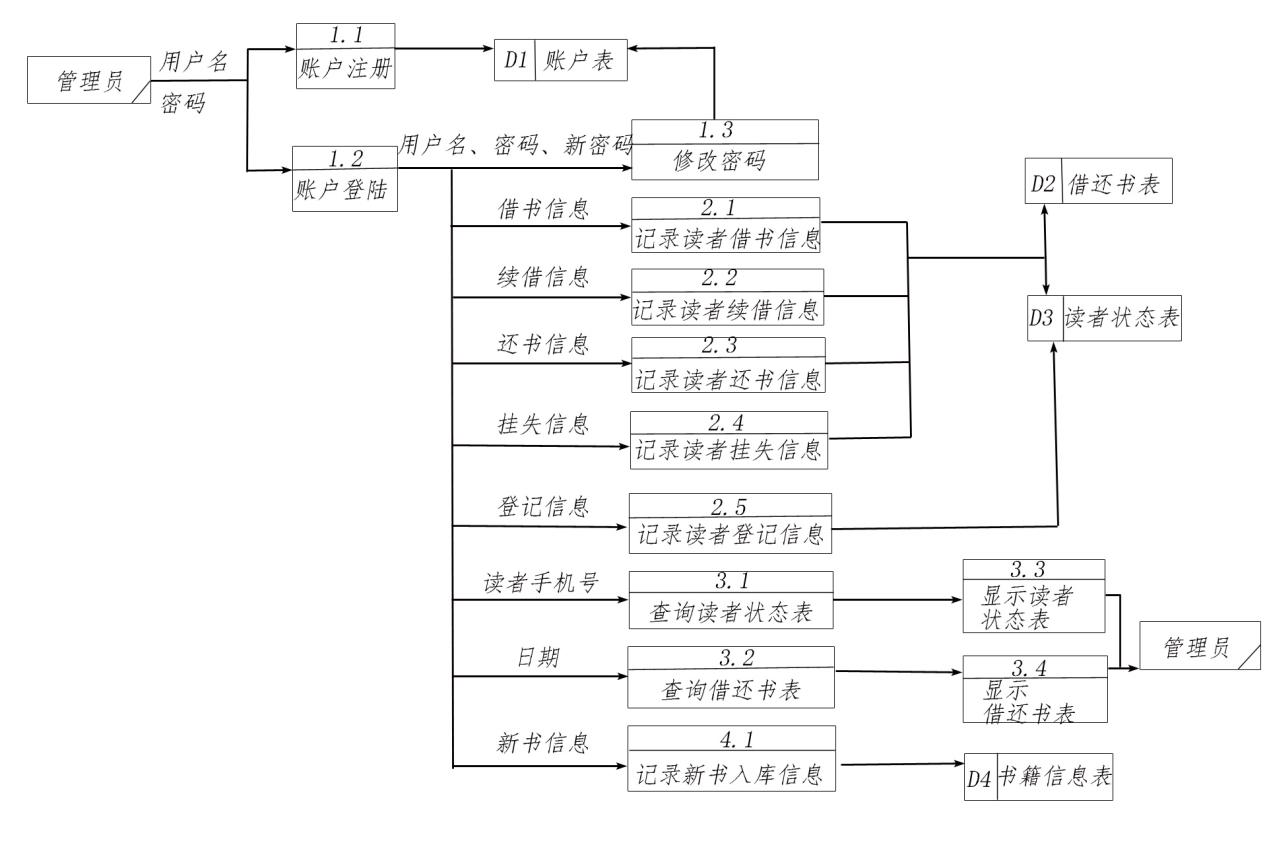 管理员
用户名
密码
1.1
账户注册
D1 账户表
1.2
账户登陆
用户名、密码、新密码
1.3
修改密码
借书信息
2.1
记录读者借书信息
D2 借还书表
续借信息
2.2
记录读者续借信息
D3 读者状态表
还书信息
2.3
记录读者还书信息
挂失信息
2.4
记录读者挂失信息
登记信息
2.5
记录读者登记信息
读者手机号
3.1
查询读者状态表
3.3
显示读者
状态表
管理员
日期
3.2
查询借还书表
3.4
显示
借还书表
新书信息
4.1
记录新书入库信息
D4 书籍信息表